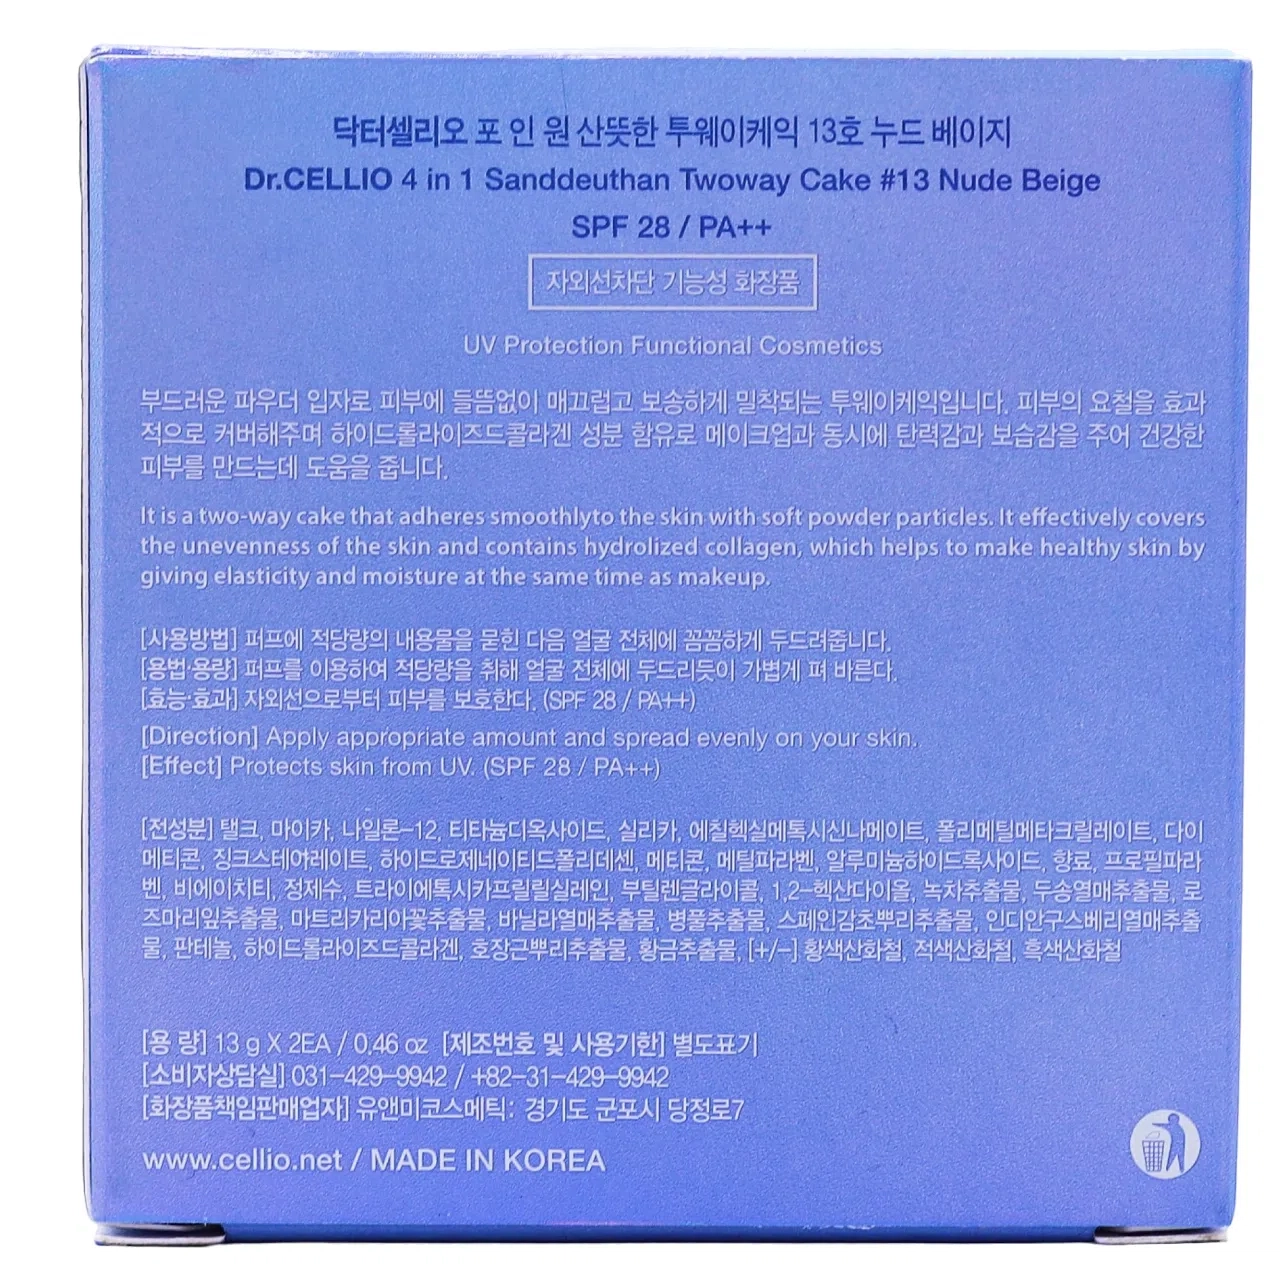 닥터셀리오 포 인 원 산뜻한 투웨이케익 13호 누드 베이지
Dr.CELLIO 4 in 1 Sanddeuthan Twoway Cake #13 Nude Beige
SPF 28 / PA++
자외선차단 기능성 화장품
UV Protection Functional Cosmetics
부드러운 파우더 입자로 피부에 들뜸없이 매끄럽고 보송하게 밀착되는 투웨이케익입니다. 피부의 요철을 효과
적으로 커버해주며 하이드롤라이즈드콜라겐 성분 함유로 메이크업과 동시에 탄력감과 보습감을 주어 건강한
피부를 만드는데 도움을 줍니다.
It is a two-way cake that adheres smoothlyto the skin with soft powder particles. It effectively covers
the unevenness of the skin and contains hydrolized collagen, which helps to make healthy skin by
giving elasticity and moisture at the same time as makeup.
[사용방법] 퍼프에 적당량의 내용물을 묻힌 다음 얼굴 전체에 꼼꼼하게 두드려줍니다.
[용법·용량] 퍼프를 이용하여 적당량을 취해 얼굴 전체에 두드리듯이 가볍게 펴 바른다.
[효능·효과] 자외선으로부터 피부를 보호한다. (SPF 28 / PA++)
[Direction] Apply appropriate amount and spread evenly on your skin.
[Effect] Protects skin from UV. (SPF 28 / PA++)
[전성분] 탤크, 마이카, 나일론-12, 티타늄디옥사이드, 실리카, 에칠헥실메톡시신나메이트, 폴리메틸메타크릴레이트, 다이
메티콘, 징크스테어레이트, 하이드로제네이티드폴리데센, 메티콘, 메틸파라벤, 알루미늄하이드록사이드, 향료, 프로필파라
벤, 비에이치티, 정제수, 트라이에톡시카프릴릴실레인, 부틸렌글라이콜, 1,2-헥산다이올, 녹차추출물, 두송열매추출물, 로
즈마리잎추출물, 마트리카리아꽃추출물, 바닐라열매추출물, 병풀추출물, 스페인감초뿌리추출물, 인디안구스베리열매추출
물, 판테놀, 하이드롤라이즈드콜라겐, 호장근뿌리추출물, 황금추출물, [+/-] 황색산화철, 적색산화철, 흑색산화철
[용 량] 13 g X 2EA / 0.46 oz [제조번호 및 사용기한] 별도표기
[소비자상담실] 031-429-9942 / +82-31-429-9942
[화장품책임판매업자] 유앤미코스메틱: 경기도 군포시 당정로7
www.cellio.net / MADE IN KOREA